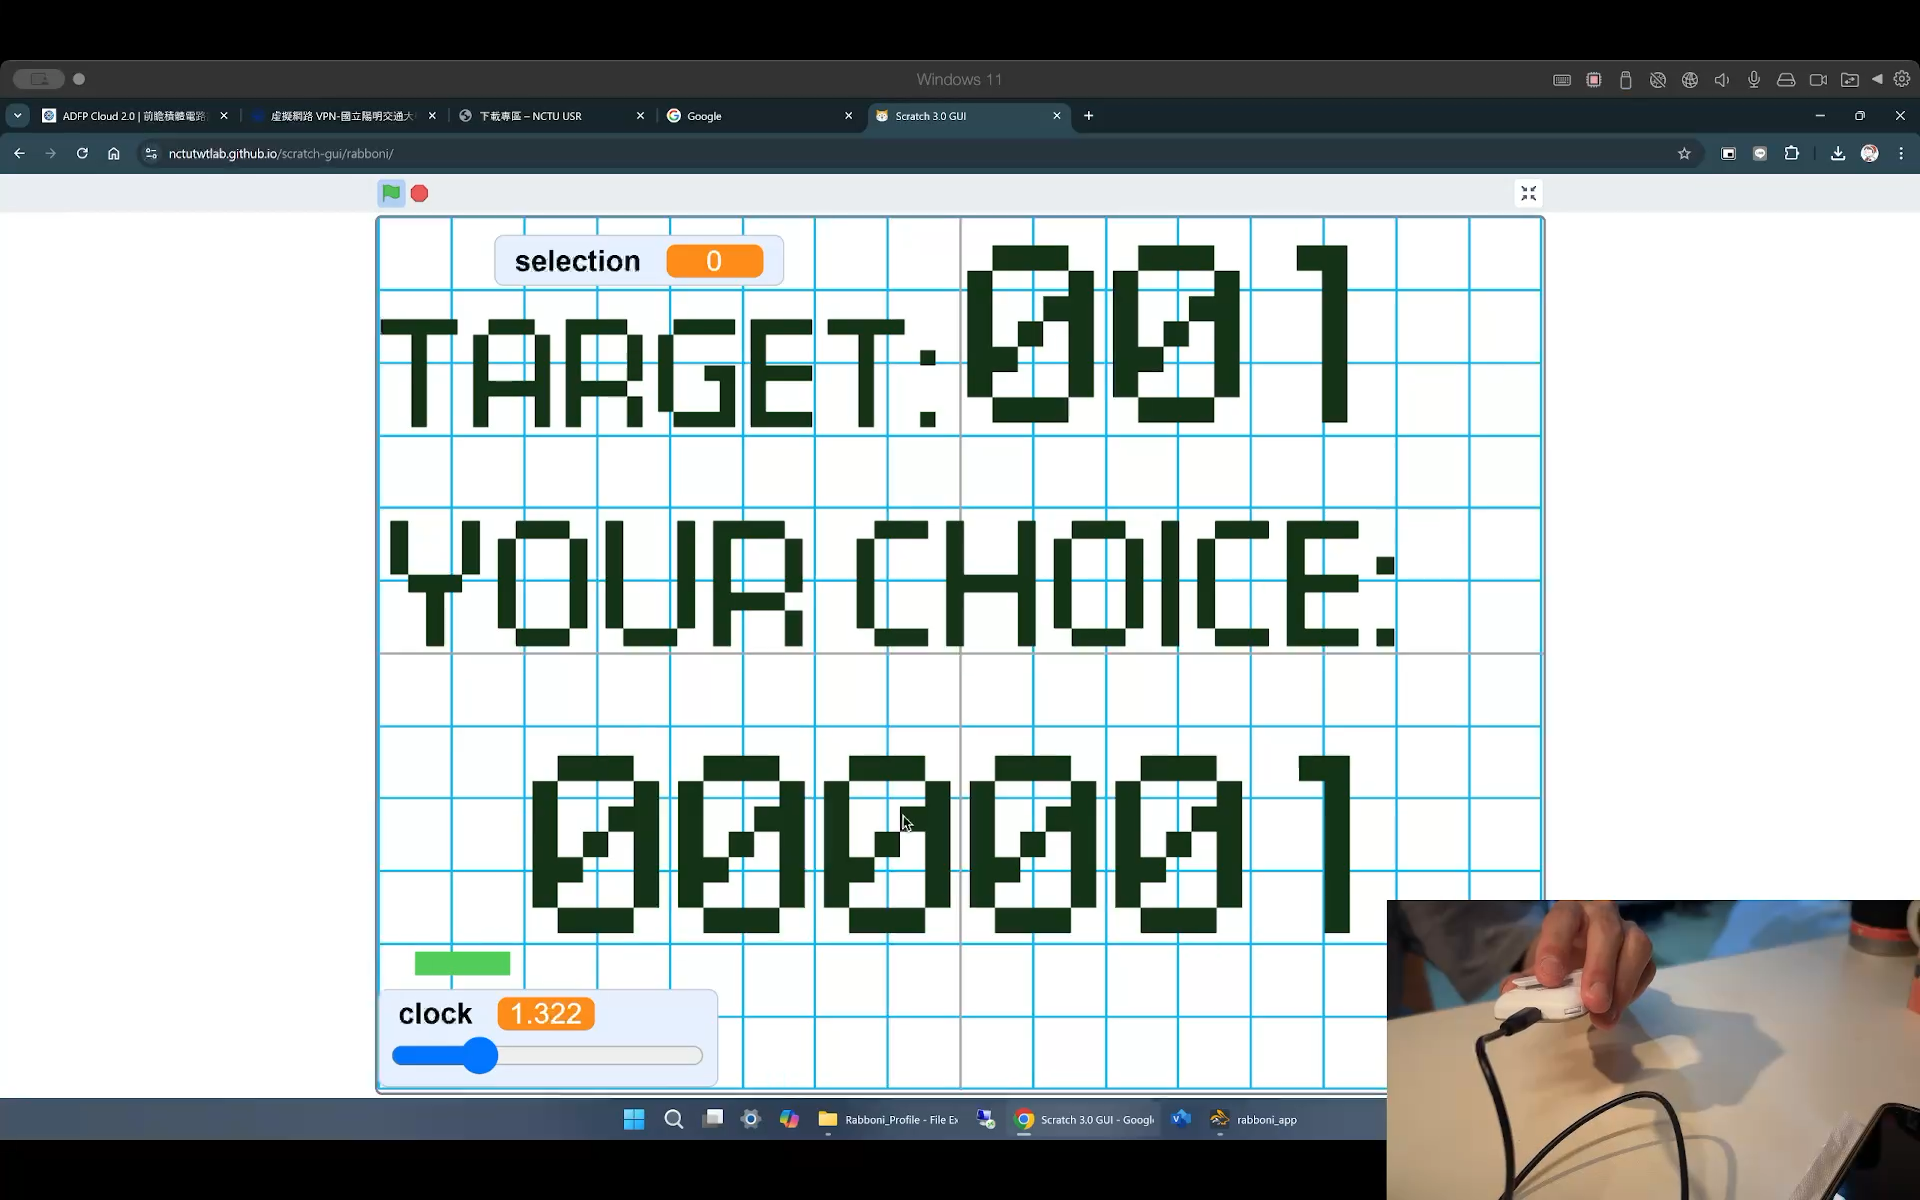 Windows 11
ADFP Cloud 2.0 | 前瞻積體電路
虛擬網路 VPN-國立陽明交通大
下載專區 – NCTU USR
Google
Scratch 3.0 GUI
nctutwtlab.github.io/scratch-gui/rabboni/
selection 0
TARGET: 001
YOUR CHOICE:
000001
clock 1.322
Rabboni_Profile - File Ex
Scratch 3.0 GUI - Google
rabboni_app